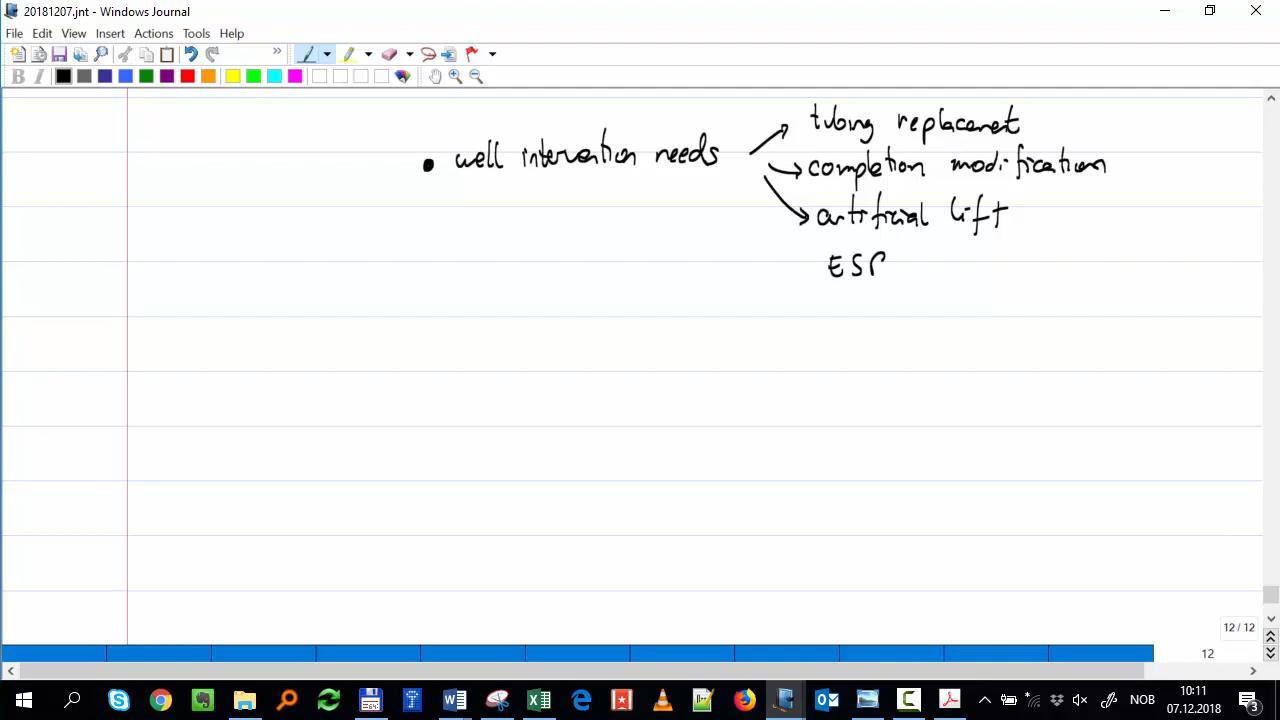 20181207.jnt - Windows Journal
File Edit View Insert Actions Tools Help
B I
tubing replacement
• well intervention needs
completion modification
artificial lift
ESP
12 / 12
12
NOB
10:11
07.12.2018
3